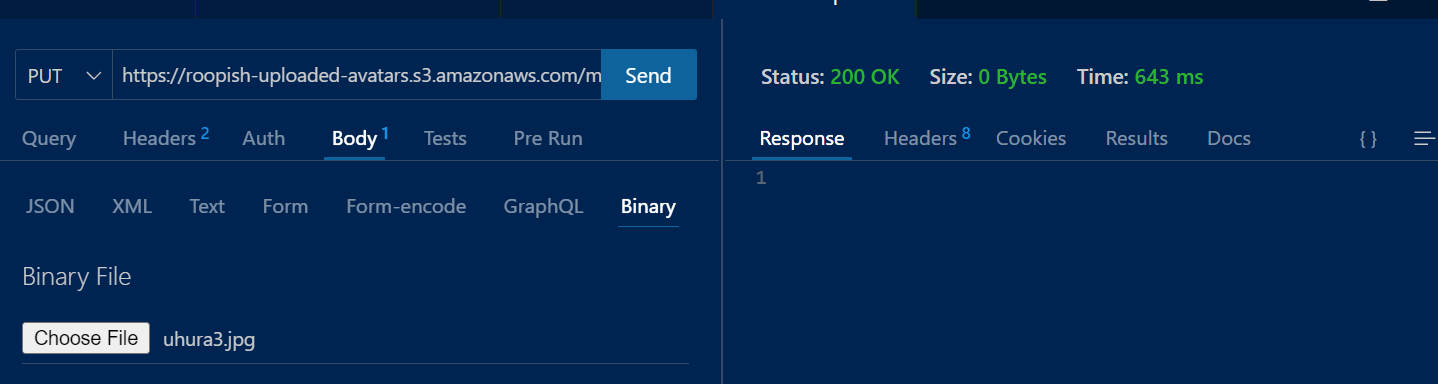 PUT https://roopish-uploaded-avatars.s3.amazonaws.com/m Send
Status: 200 OK Size: 0 Bytes Time: 643 ms
Query Headers 2 Auth Body 1 Tests Pre Run
Response Headers 8 Cookies Results Docs { }
JSON XML Text Form Form-encode GraphQL Binary
1
Binary File
Choose File uhura3.jpg